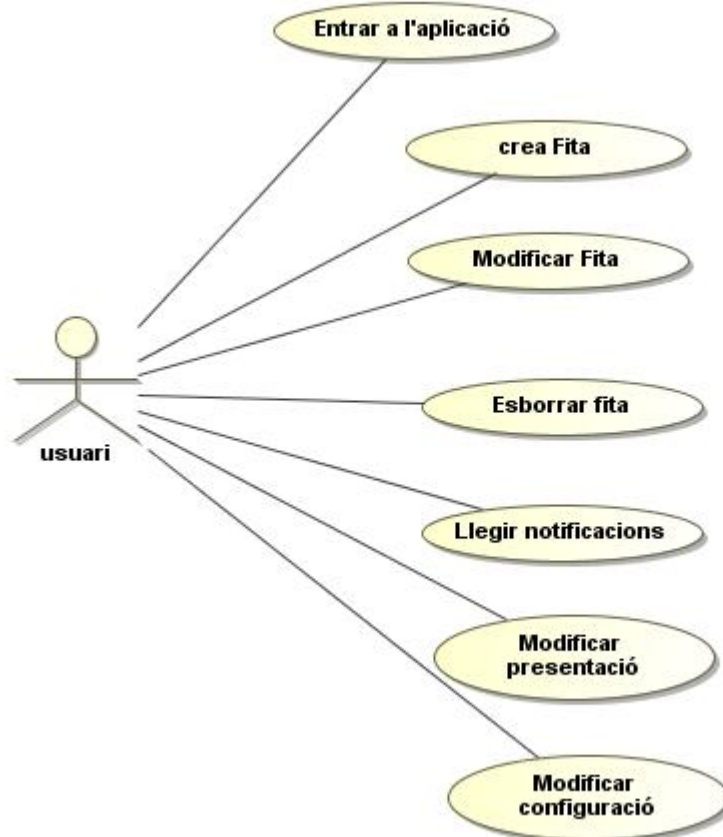 Entrar a l'aplicació
crea Fita
Modificar Fita
Esborrar fita
usuari
Llegir notificacions
Modificar
presentació
Modificar
configuració